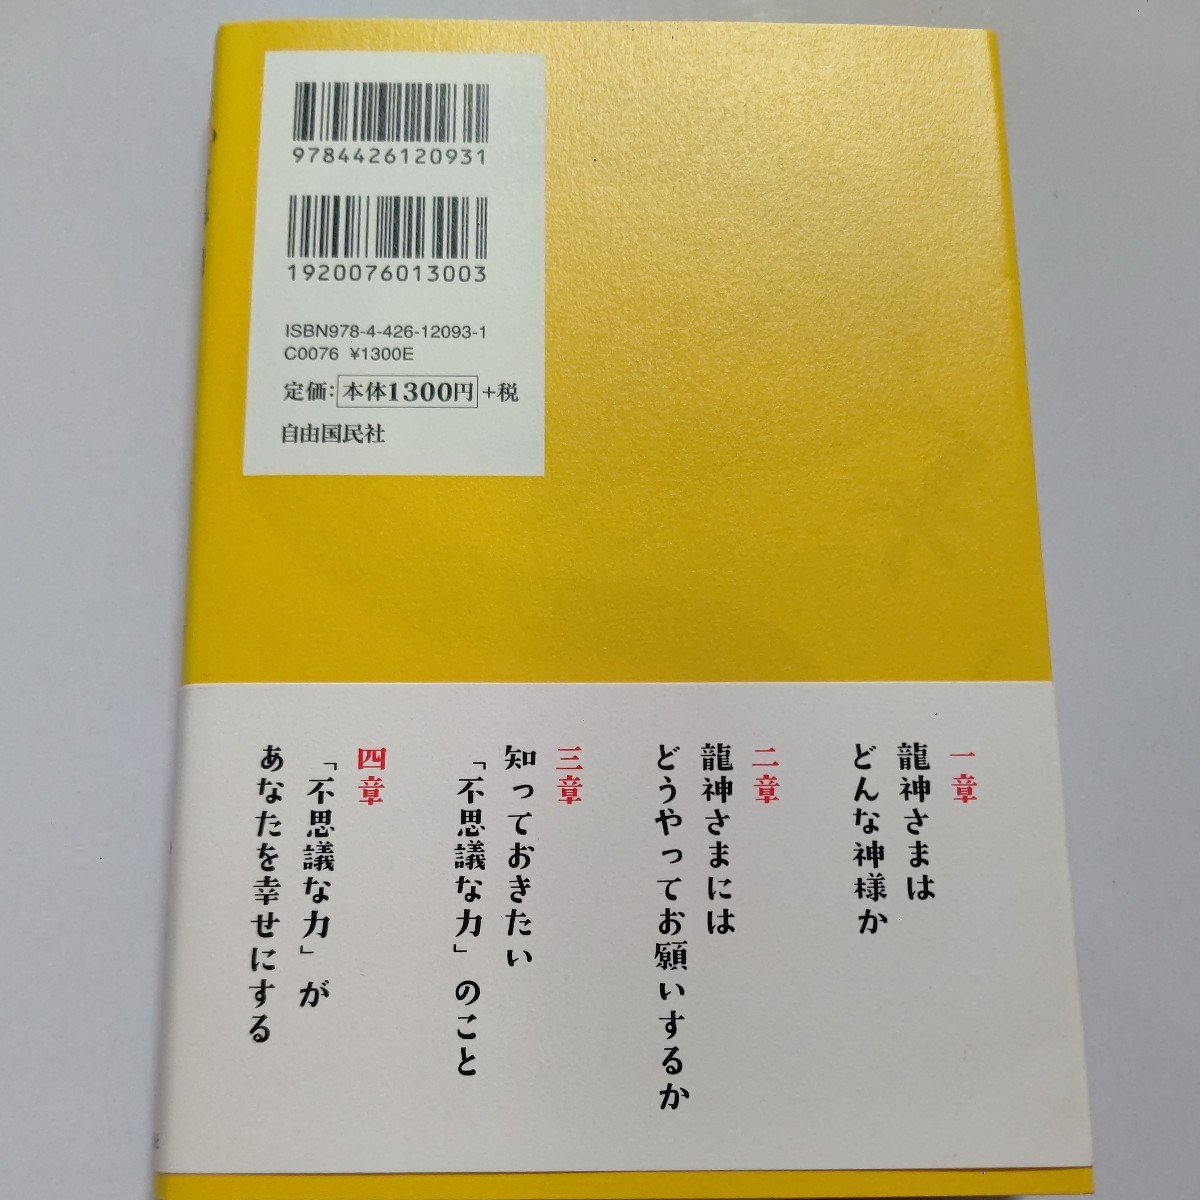 9784426120931
1920076013003
ISBN978-4-426-12093-1
C0076 ¥1300E
定価：本体1300円+税
自由国民社
一章
龍神さまは
どんな神様か
二章
龍神さまには
どうやってお願いするか
三章
知っておきたい
「不思議な力」のこと
四章
「不思議な力」が
あなたを幸せにする